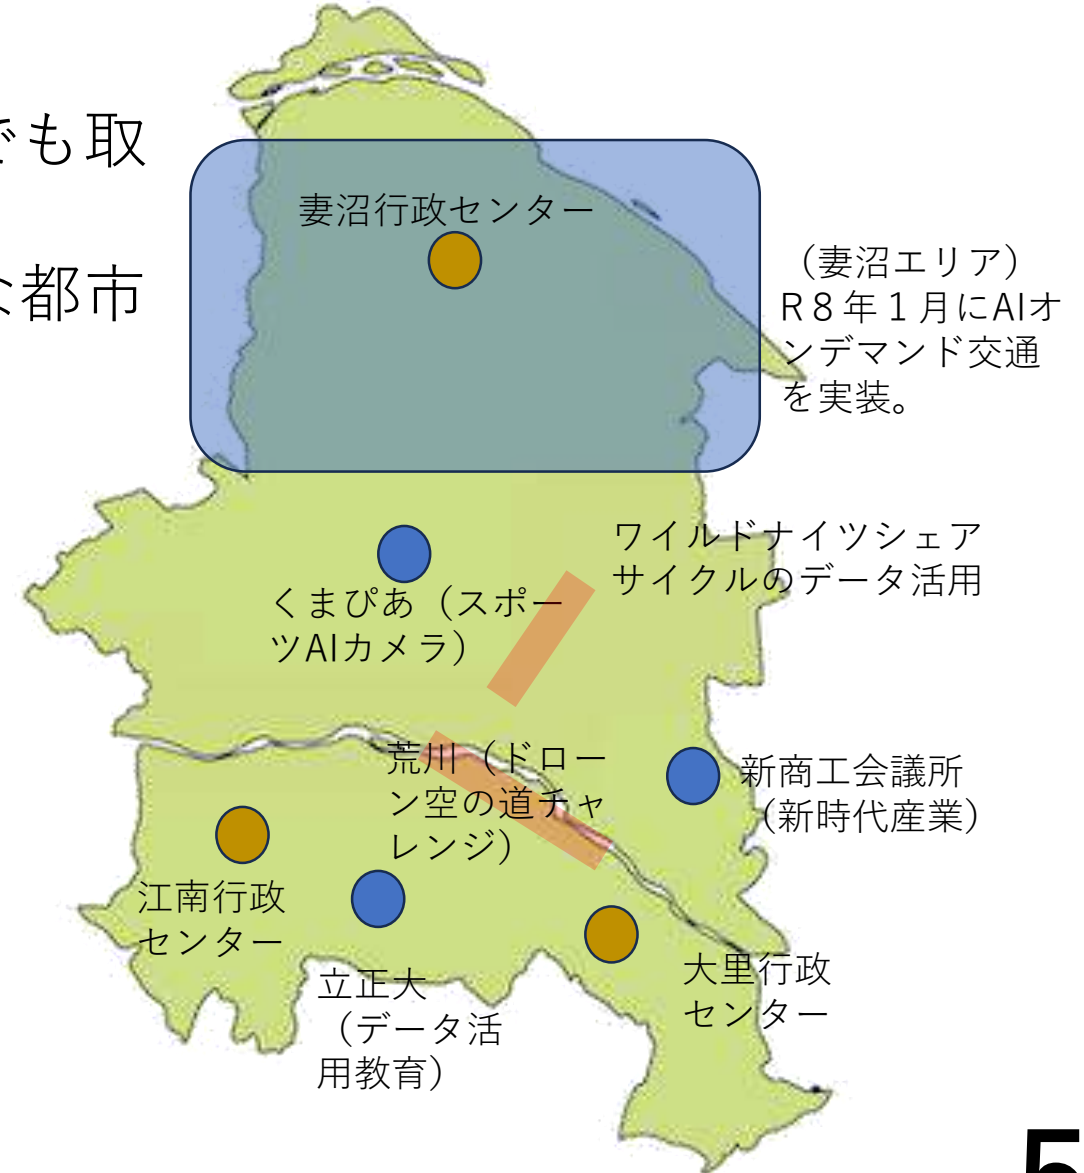 でも取
な都市
妻沼行政センター
（妻沼エリア）
R８年１月にAIオ
ンデマンド交通
を実装。
ワイルドナイツシェア
サイクルのデータ活用
くまぴあ（スポー
ツAIカメラ）
荒川（ドロー
ン空の道チャ
レンジ）
新商工会議所
（新時代産業）
江南行政
センター
立正大
（データ活
用教育）
大里行政
センター
5